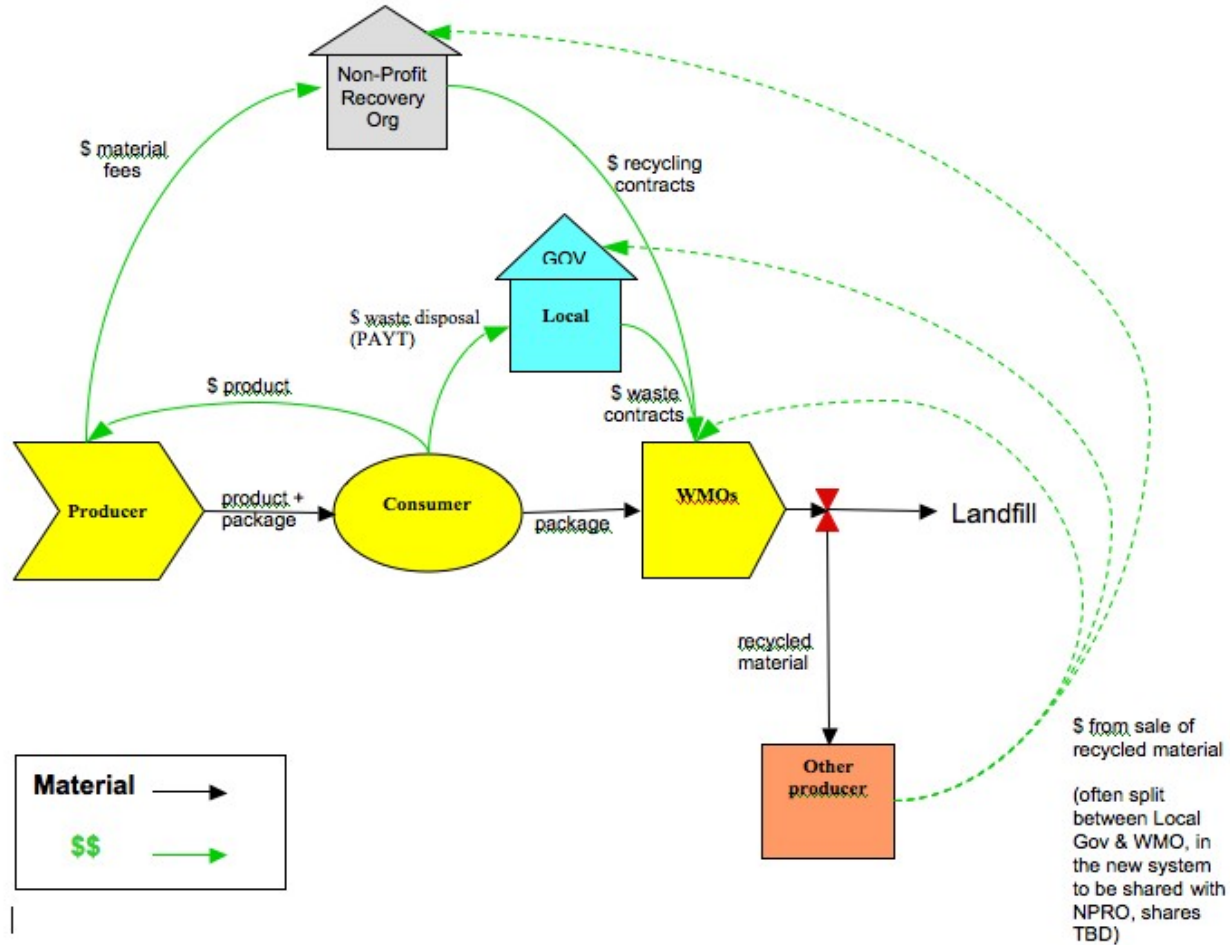 Non-Profit
Recovery
Org
$ material
fees
$ recycling
contracts
GOV
Local
$ waste disposal
(PAYT)
$ product
$ waste
contracts
Producer
product +
package
Consumer
package
WMOs
Landfill
recycled
material
Other
producer
$ from sale of
recycled material
(often split
between Local
Gov & WMO, in
the new system
to be shared with
NPRO, shares
TBD)
Material
$$